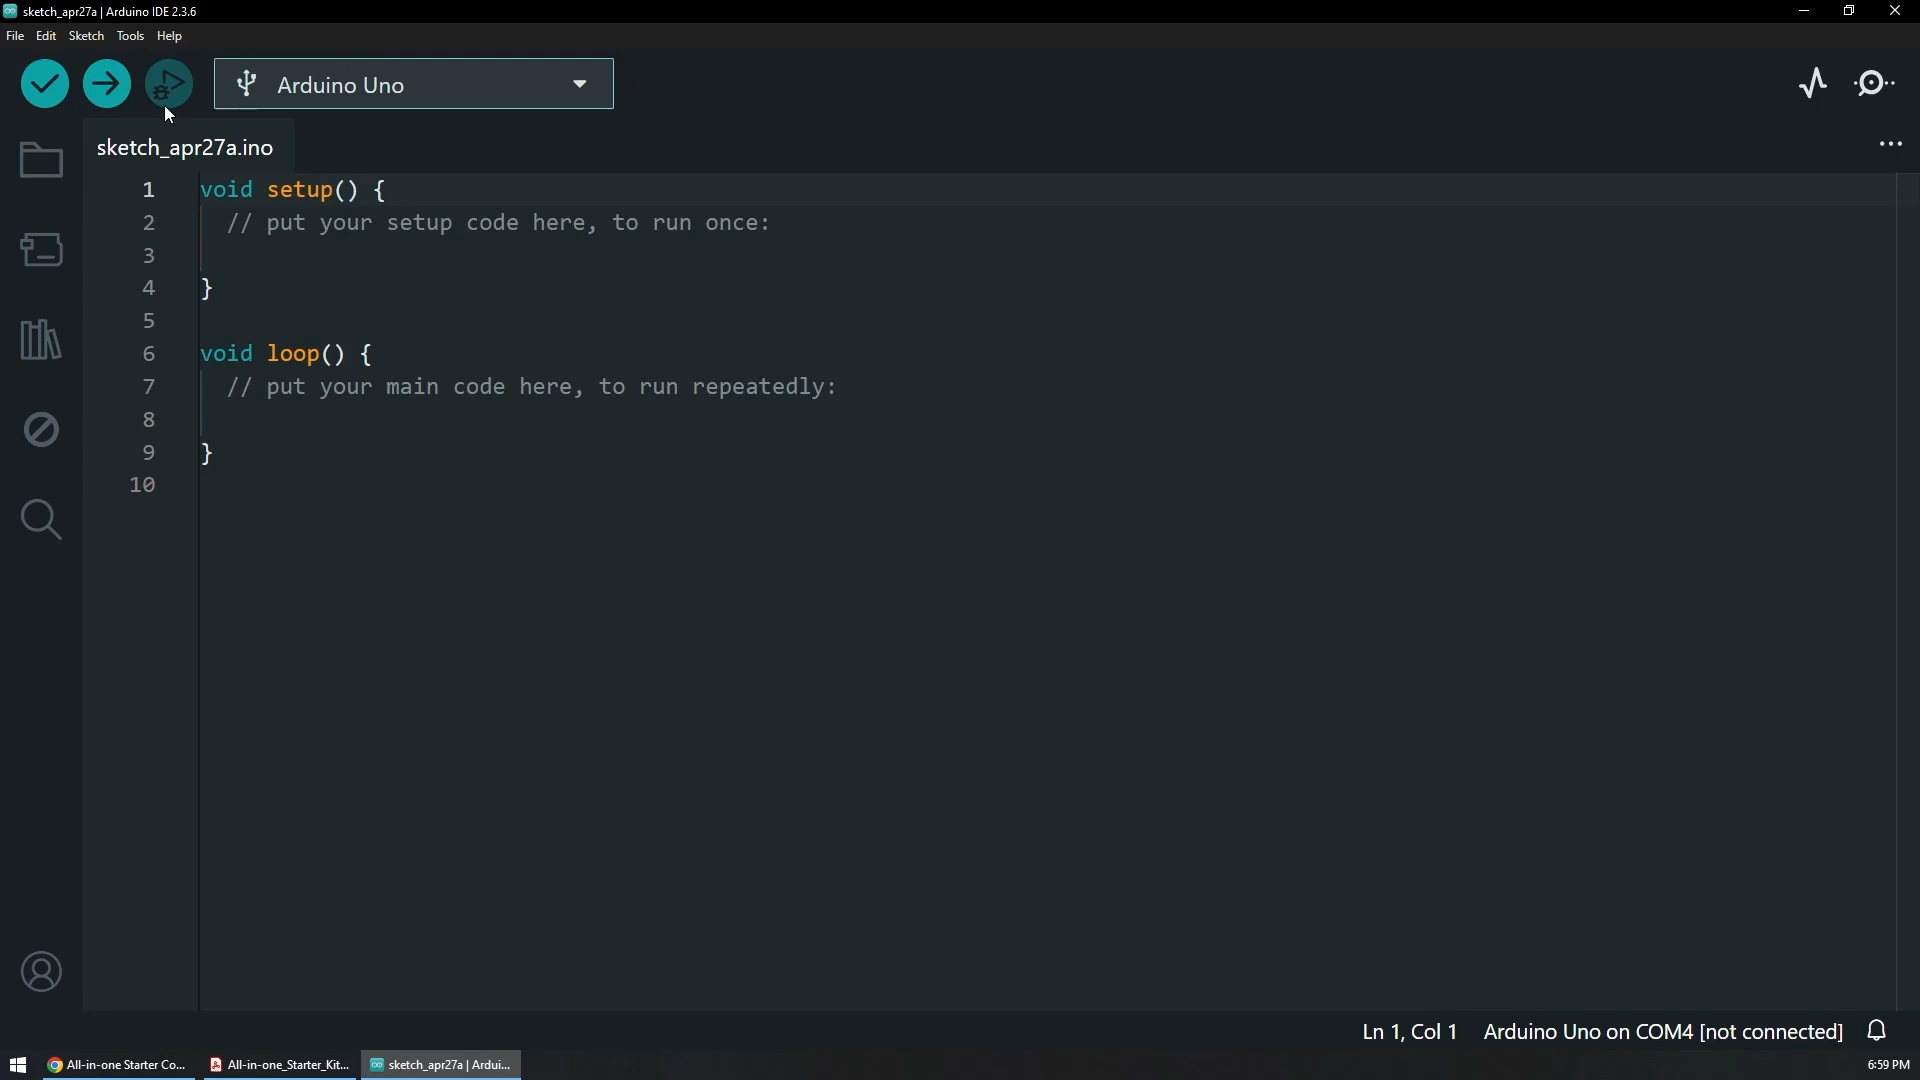 sketch_apr27a | Arduino IDE 2.3.6
File Edit Sketch Tools Help
Arduino Uno
sketch_apr27a.ino
1 void setup() {
2 // put your setup code here, to run once:
3
4 }
5
6 void loop() {
7 // put your main code here, to run repeatedly:
8
9 }
10
Ln 1, Col 1 Arduino Uno on COM4 [not connected]
All-in-one Starter Co... All-in-one_Starter_Kit... sketch_apr27a | Ardui... 6:59 PM